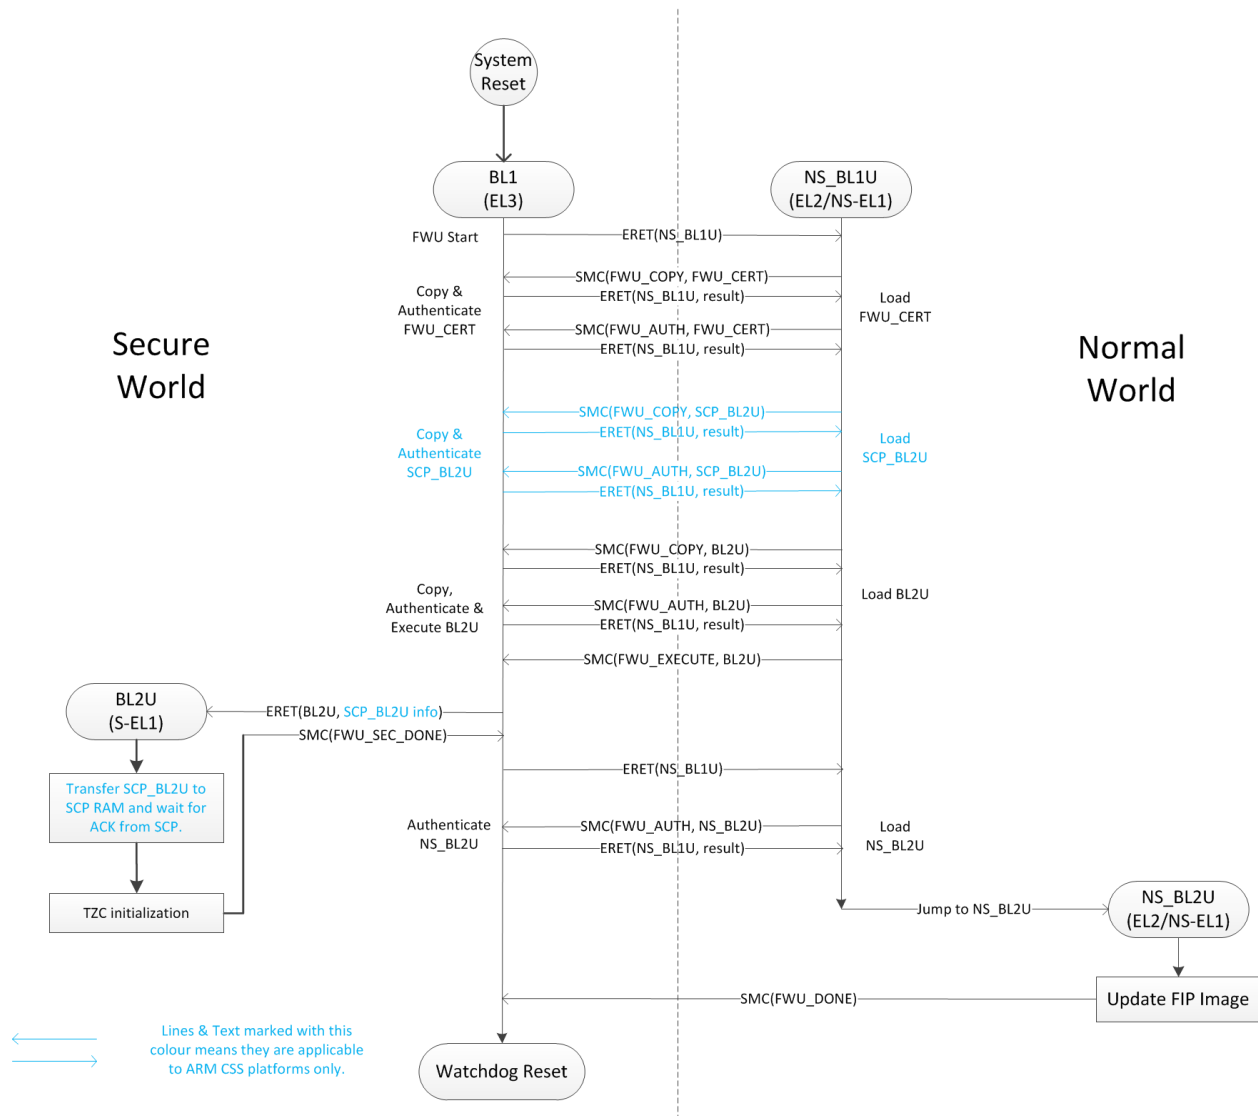 System
Reset
BL1
(EL3)
NS_BL1U
(EL2/NS-EL1)
FWU Start
ERET(NS_BL1U)
SMC(FWU_COPY, FWU_CERT)
Copy &
Authenticate
FWU_CERT
ERET(NS_BL1U, result)
Load
FWU_CERT
SMC(FWU_AUTH, FWU_CERT)
ERET(NS_BL1U, result)
Secure
World
Normal
World
SMC(FWU_COPY, SCP_BL2U)
ERET(NS_BL1U, result)
Copy &
Authenticate
SCP_BL2U
Load
SCP_BL2U
SMC(FWU_AUTH, SCP_BL2U)
ERET(NS_BL1U, result)
SMC(FWU_COPY, BL2U)
ERET(NS_BL1U, result)
Copy,
Authenticate &
Execute BL2U
Load BL2U
SMC(FWU_AUTH, BL2U)
ERET(NS_BL1U, result)
SMC(FWU_EXECUTE, BL2U)
BL2U
(S-EL1)
ERET(BL2U, SCP_BL2U info)
SMC(FWU_SEC_DONE)
ERET(NS_BL1U)
Transfer SCP_BL2U to
SCP RAM and wait for
ACK from SCP.
Authenticate
NS_BL2U
SMC(FWU_AUTH, NS_BL2U)
ERET(NS_BL1U, result)
Load
NS_BL2U
TZC initialization
Jump to NS_BL2U
NS_BL2U
(EL2/NS-EL1)
SMC(FWU_DONE)
Update FIP Image
Lines & Text marked with this
colour means they are applicable
to ARM CSS platforms only.
Watchdog Reset